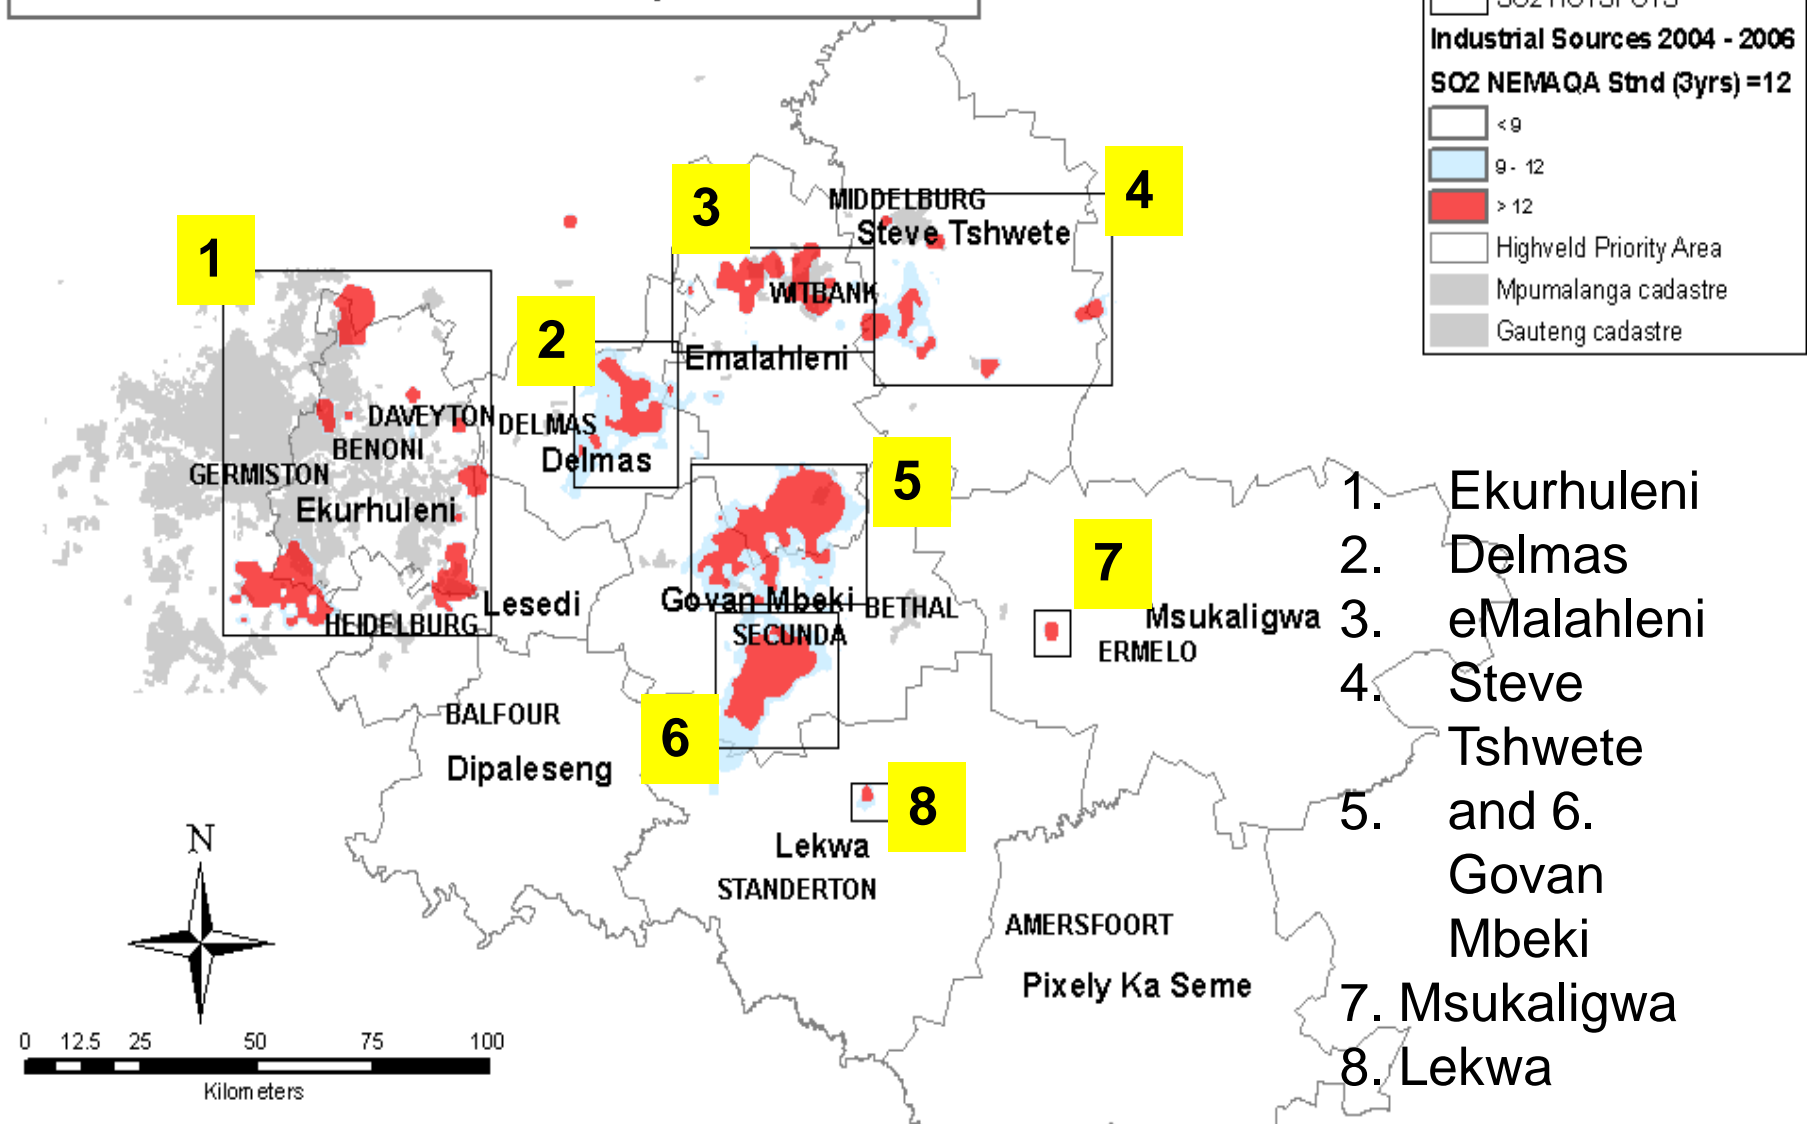 SO2 HOTSPOTS
Industrial Sources 2004 - 2006
SO2 NEMAQA Stnd (3yrs) =12
< 9
9 - 12
> 12
Highveld Priority Area
Mpumalanga cadastre
Gauteng cadastre
1
2
3
4
5
6
7
8
MIDDELBURG
Steve Tshwete
WITBANK
Emalahleni
DAVEYTON
DELMAS
BENONI
Delmas
GERMISTON
Ekurhuleni
Govan Mbeki
BETHAL
Lesedi
HEIDELBURG
SECUNDA
Msukaligwa
ERMELO
BALFOUR
Dipaleseng
Lekwa
STANDERTON
AMERSFOORT
Pixely Ka Seme
N
0 12.5 25 50 75 100
Kilometers
1. Ekurhuleni
2. Delmas
3. eMalahleni
4. Steve
Tshwete
5. and 6.
Govan
Mbeki
7. Msukaligwa
8. Lekwa